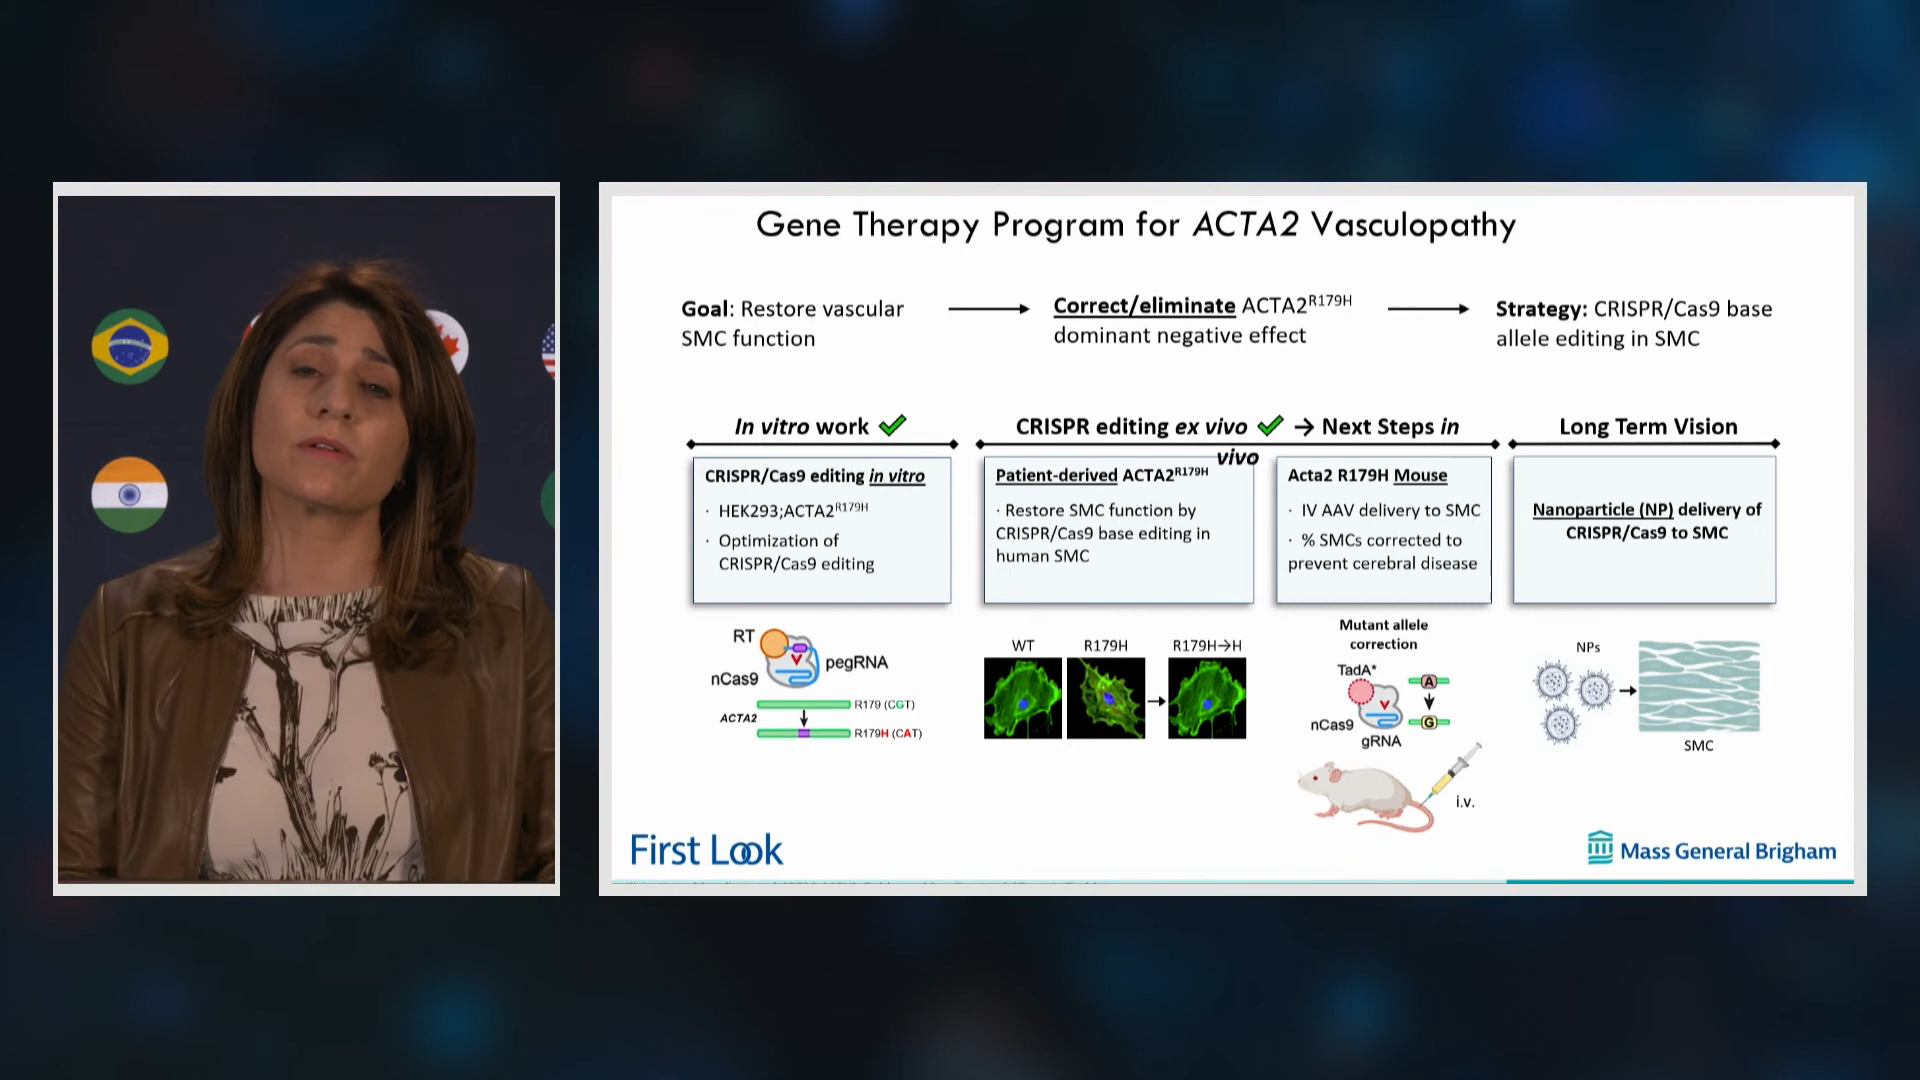 Gene Therapy Program for ACTA2 Vasculopathy
Goal: Restore vascular
SMC function
Correct/eliminate ACTA2R179H
dominant negative effect
Strategy: CRISPR/Cas9 base
allele editing in SMC
In vitro work
CRISPR editing ex vivo → Next Steps in
vivo
Long Term Vision
CRISPR/Cas9 editing in vitro
· HEK293;ACTA2R179H
· Optimization of
CRISPR/Cas9 editing
Patient-derived ACTA2R179H
· Restore SMC function by
CRISPR/Cas9 base editing in
human SMC
Acta2 R179H Mouse
· IV AAV delivery to SMC
· % SMCs corrected to
prevent cerebral disease
Nanoparticle (NP) delivery of
CRISPR/Cas9 to SMC
RT
pegRNA
nCas9
R179 (CGT)
ACTA2
R179H (CAT)
WT
R179H
R179H→H
Mutant allele
correction
TadA*
A
nCas9
G
gRNA
i.v.
NPs
SMC
First Look
Mass General Brigham